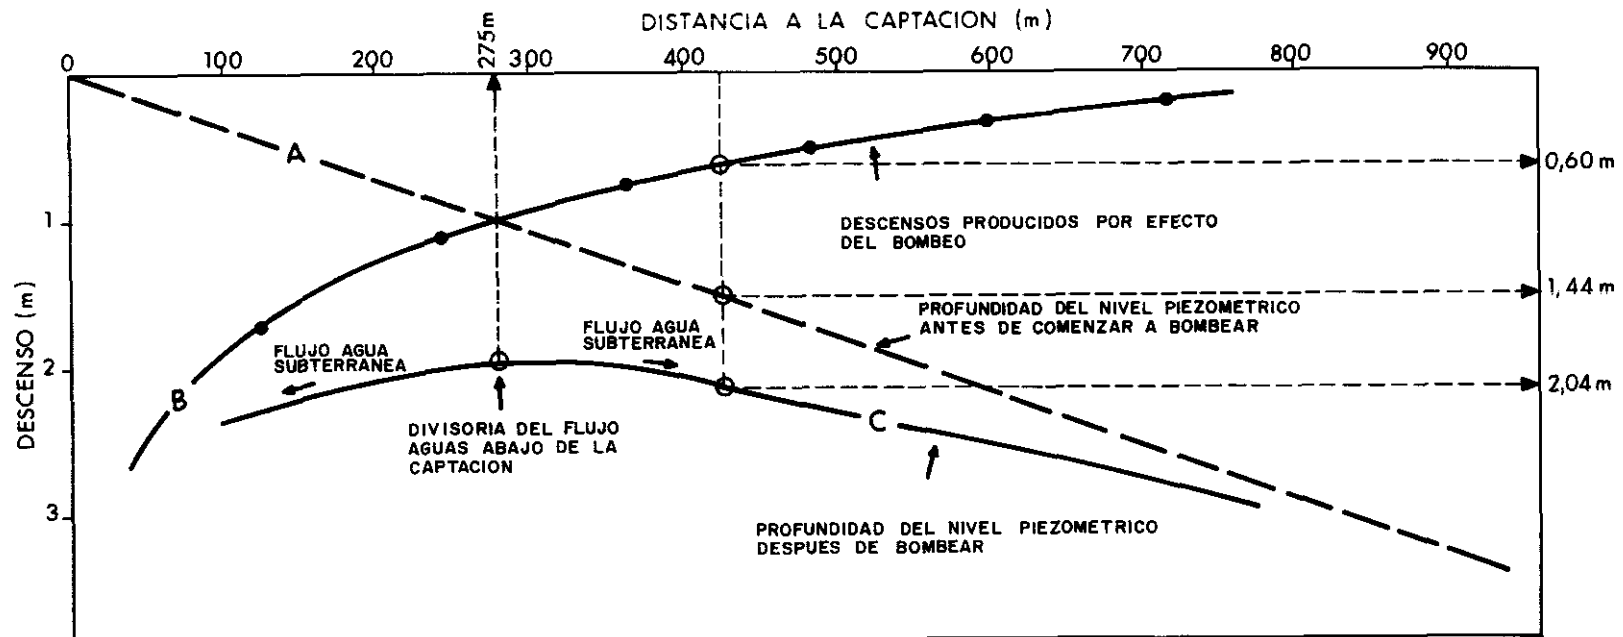 DISTANCIA A LA CAPTACION (m)
0 100 200 275m 300 400 500 600 700 800 900
A
0,60 m
1
DESCENSOS PRODUCIDOS POR EFECTO
DEL BOMBEO
DESCENSO (m)
1,44 m
PROFUNDIDAD DEL NIVEL PIEZOMETRICO
ANTES DE COMENZAR A BOMBEAR
FLUJO AGUA
SUBTERRANEA
FLUJO AGUA
SUBTERRANEA
2
2,04 m
B
C
DIVISORIA DEL FLUJO
AGUAS ABAJO DE LA
CAPTACION
3
PROFUNDIDAD DEL NIVEL PIEZOMETRICO
DESPUES DE BOMBEAR